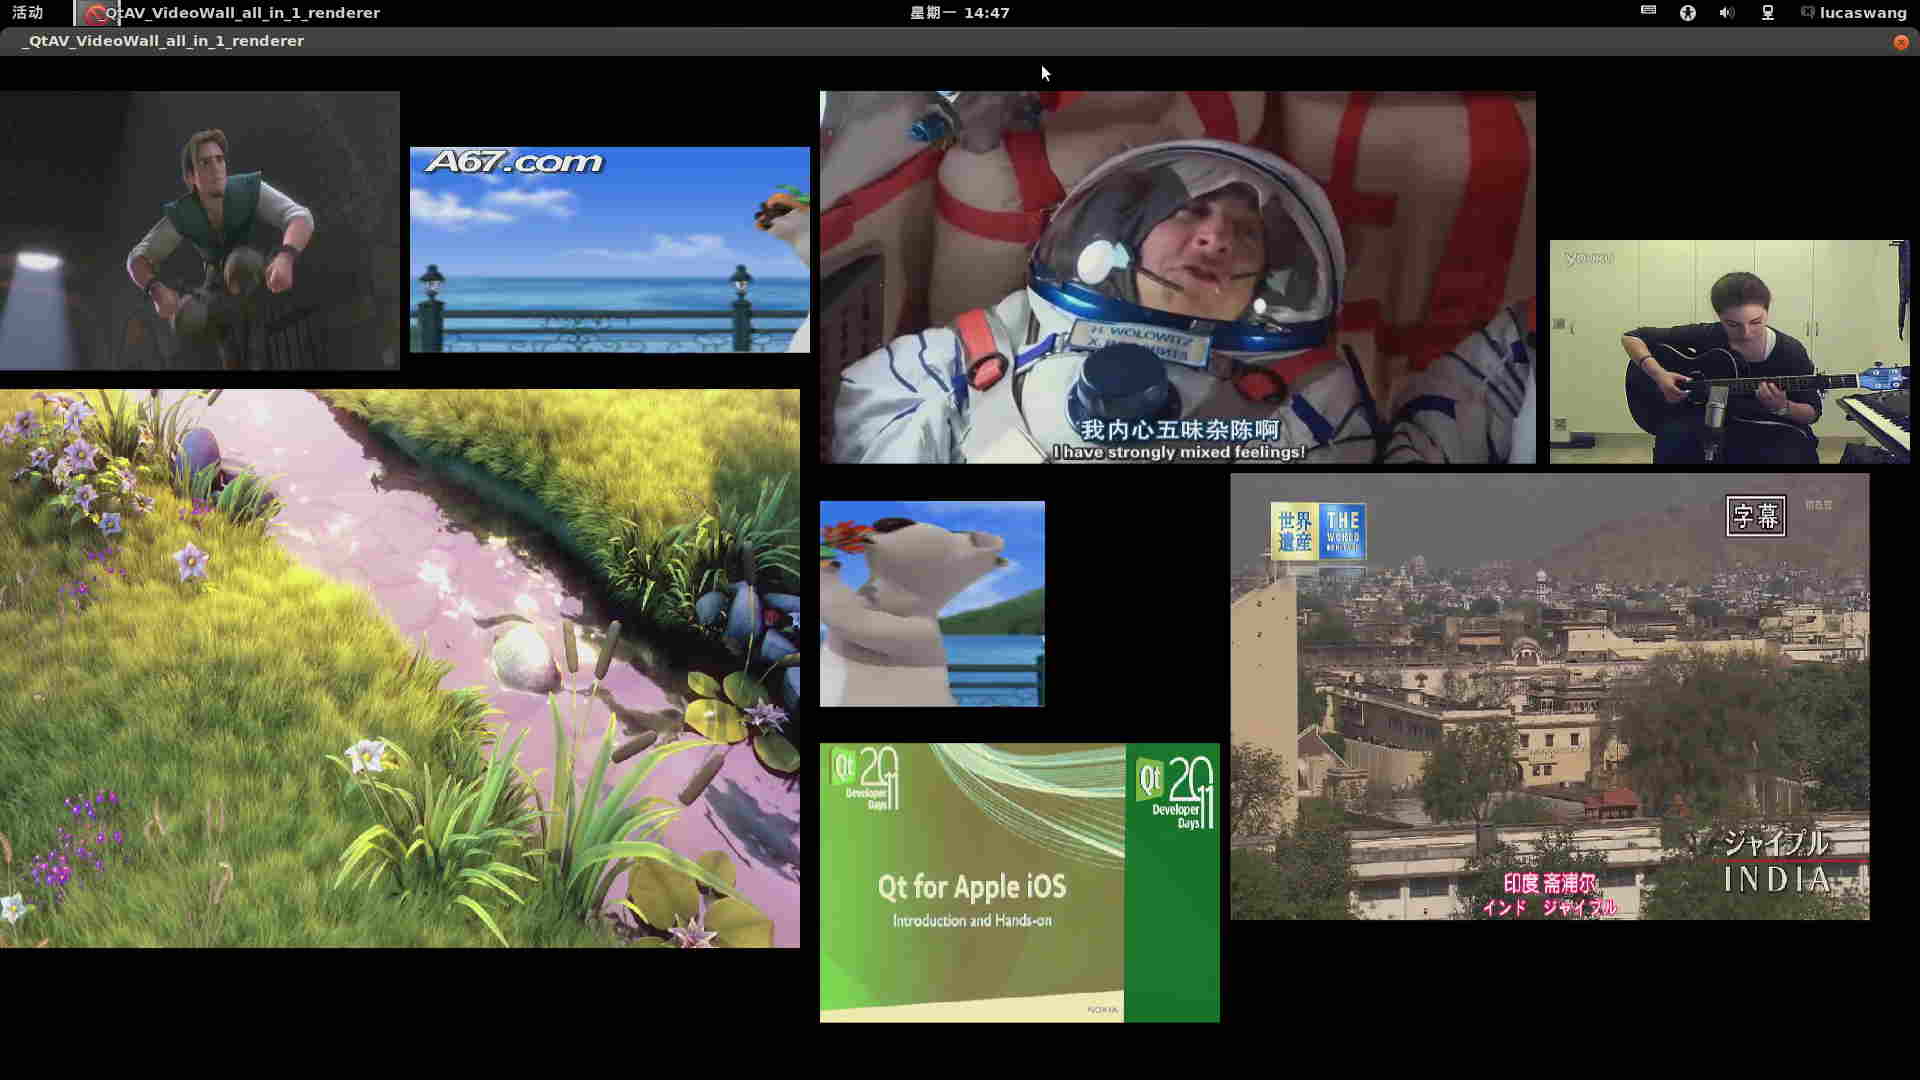 活动
_QtAV_VideoWall_all_in_1_renderer
星期一 14:47
lucaswang
_QtAV_VideoWall_all_in_1_renderer
A67.com
H. WOLOWITZ
我内心五味杂陈啊
I have strongly mixed feelings!
YOUKU
世界
遺産
THE
WORLD
字幕
Qt 2011
Developer
Days
Qt 2011
Developer
Days
Qt for Apple iOS
Introduction and Hands-on
NOKIA
ジャイプル
INDIA
印度 斋浦尔
インド ジャイプル